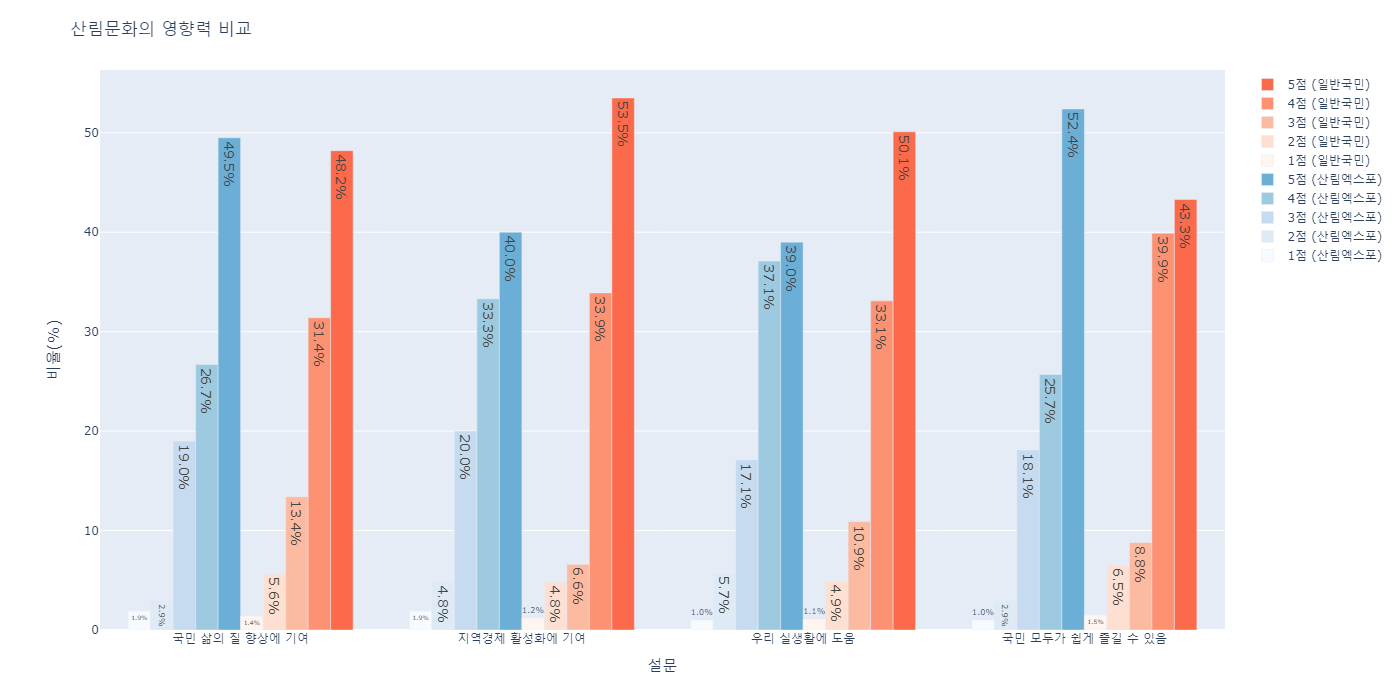 산림문화의 영향력 비교
5점 (일반국민)
4점 (일반국민)
3점 (일반국민)
2점 (일반국민)
1점 (일반국민)
5점 (산림엑스포)
4점 (산림엑스포)
3점 (산림엑스포)
2점 (산림엑스포)
1점 (산림엑스포)
비율(%)
50
40
30
20
10
0
1.9%
2.9%
19.0%
26.7%
49.5%
1.4%
5.6%
13.4%
31.4%
48.2%
1.9%
4.8%
20.0%
33.3%
40.0%
1.2%
4.8%
6.6%
33.9%
53.5%
1.0%
5.7%
17.1%
37.1%
39.0%
1.1%
4.9%
10.9%
33.1%
50.1%
1.0%
2.9%
18.1%
25.7%
52.4%
1.5%
6.5%
8.8%
39.9%
43.3%
국민 삶의 질 향상에 기여
지역경제 활성화에 기여
우리 실생활에 도움
국민 모두가 쉽게 즐길 수 있음
설문